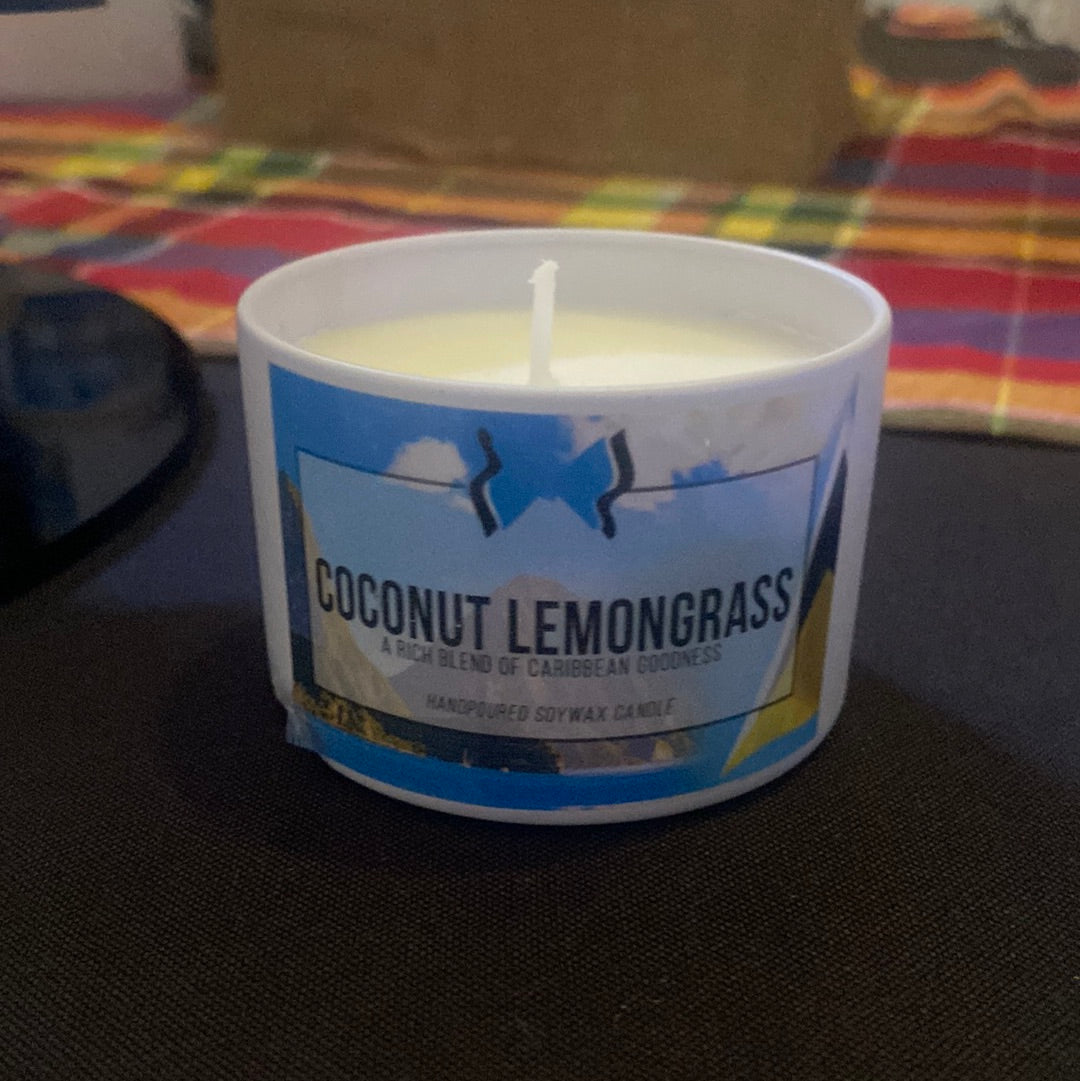 COCONUT LEMONGRASS
A RICH BLEND OF CARIBBEAN GOODNESS
HANDPOURED SOYWAX CANDLE